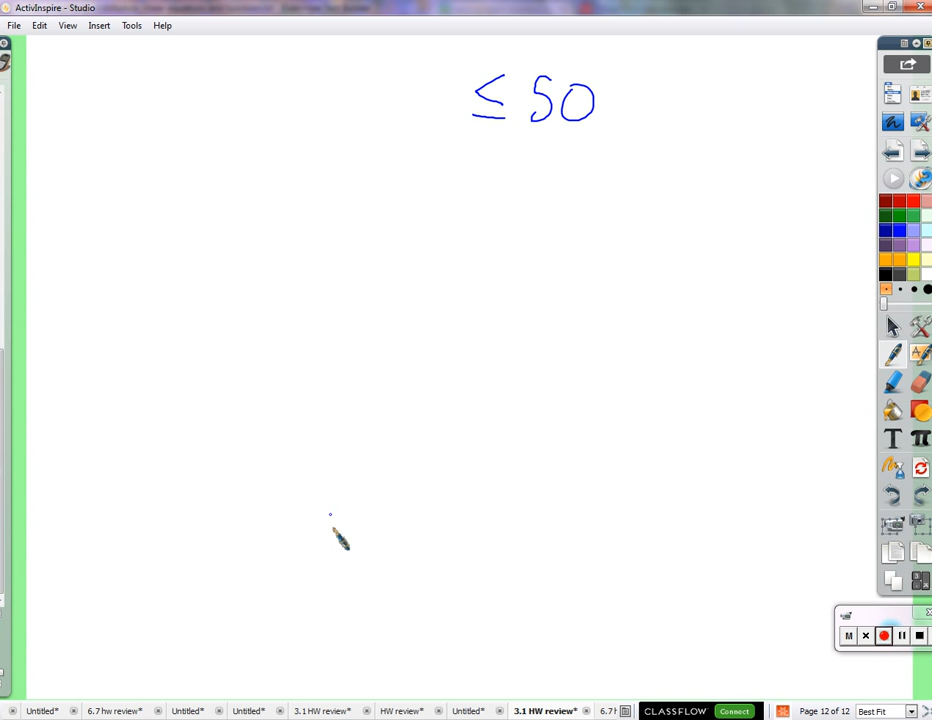 ActivInspire - Studio
File Edit View Insert Tools Help
≤ 50
M
Untitled* 6.7 hw review* Untitled* Untitled* 3.1 HW review* HW review* Untitled* 3.1 HW review* 6.7 CLASSFLOW Connect Page 12 of 12 Best Fit